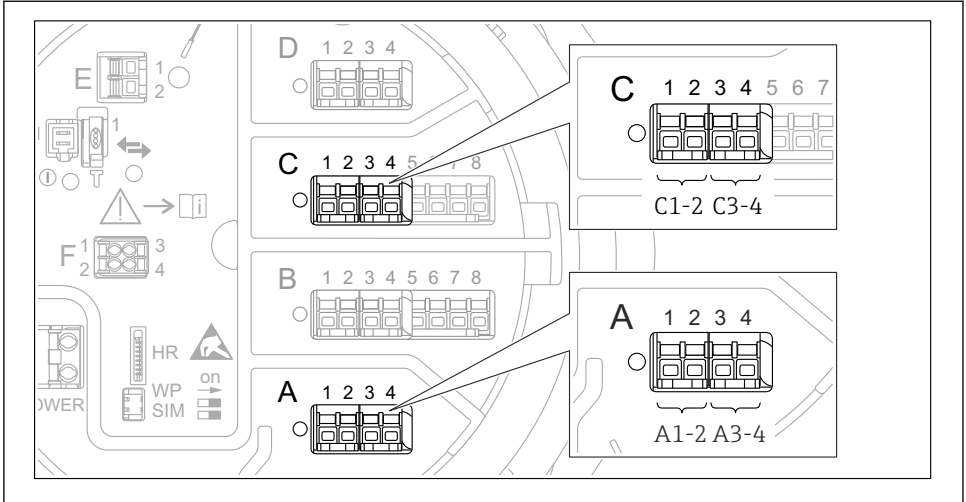 D 1 2 3 4
E 1
2
1
C 1 2 3 4 5 6 7
C1-2 C3-4
C 1 2 3 4 5 6 7 8
i
F 1 2 3 4
B 1 2 3 4 5 6 7 8
A 1 2 3 4
A1-2 A3-4
HR
on
WP
SIM
OWER
A 1 2 3 4